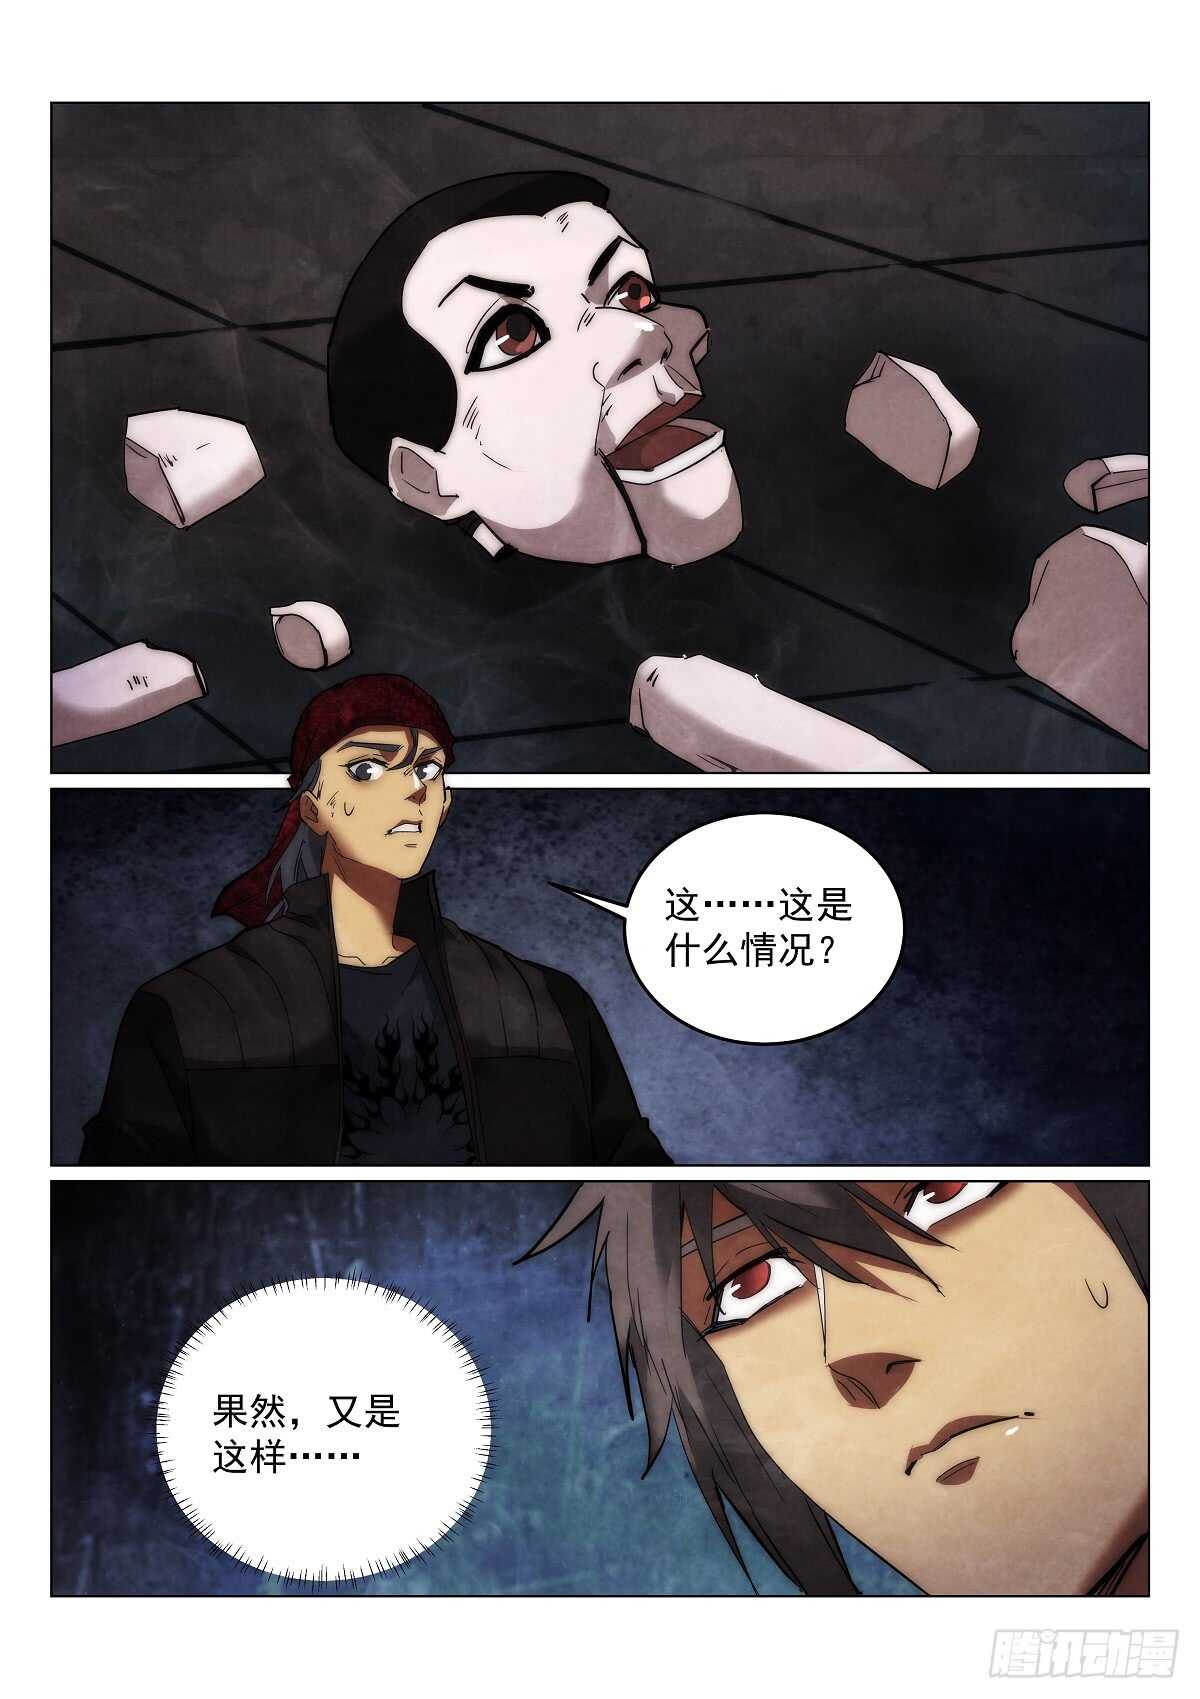 这……这是
什么情况？
果然，又是
这样……
腾讯动漫